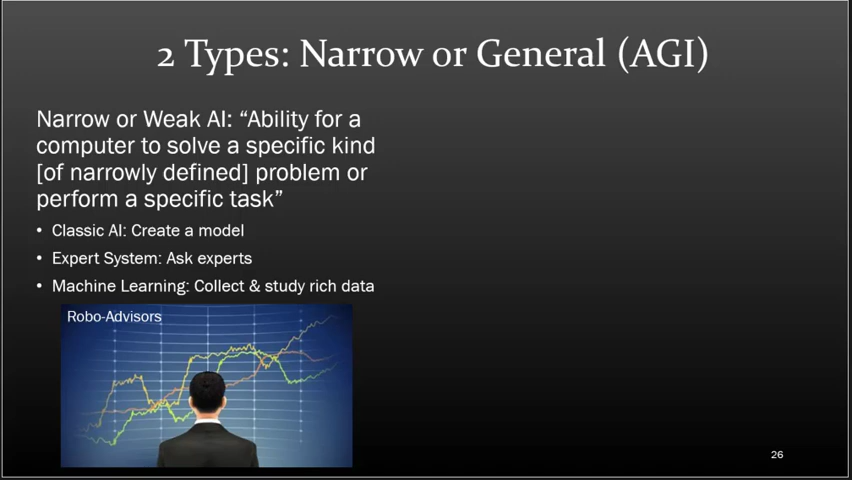 2 Types: Narrow or General (AGI)
Narrow or Weak AI: “Ability for a
computer to solve a specific kind
[of narrowly defined] problem or
perform a specific task”
• Classic AI: Create a model
• Expert System: Ask experts
• Machine Learning: Collect & study rich data
Robo-Advisors
26